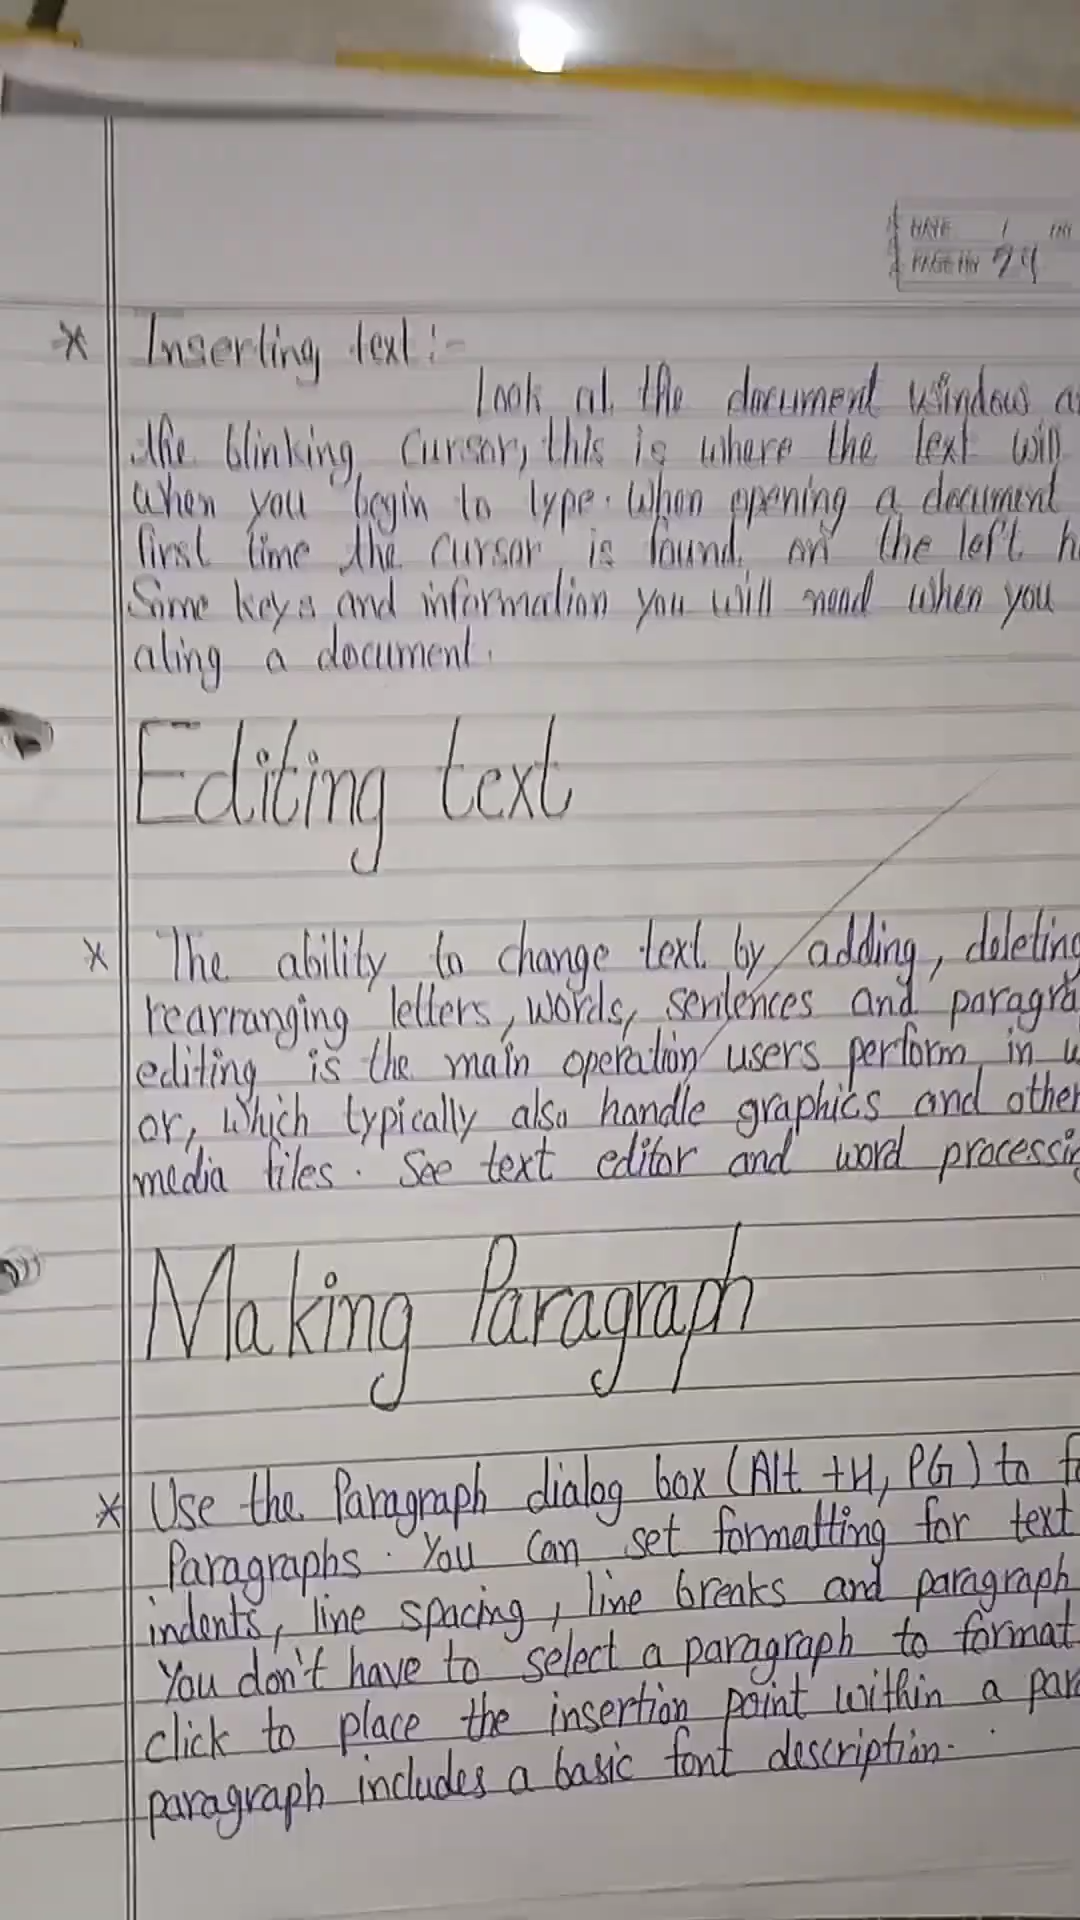 DATE /
PAGE No 24
* Inserting text :-
Look at the document window
the blinking cursor, this is where the text will
when you begin to type. When opening a document
first time the cursor is found on the left
Some keys and information you will nead when you
ating a document.
Editing text
* The ability to change text by adding, deleting
rearranging letters, words, sentences and paragra
editing is the main operation users perform in w
or, which typically also handle graphics and other
media files. See text editor and word processing
Making Paragraph
* Use the Paragraph dialog box (Alt +H, PG) to fo
Paragraphs. You can set formatting for text
indents, line spacing, line breaks and paragraph
You don't have to select a paragraph to format
click to place the insertion point within a para
paragraph includes a basic font description.